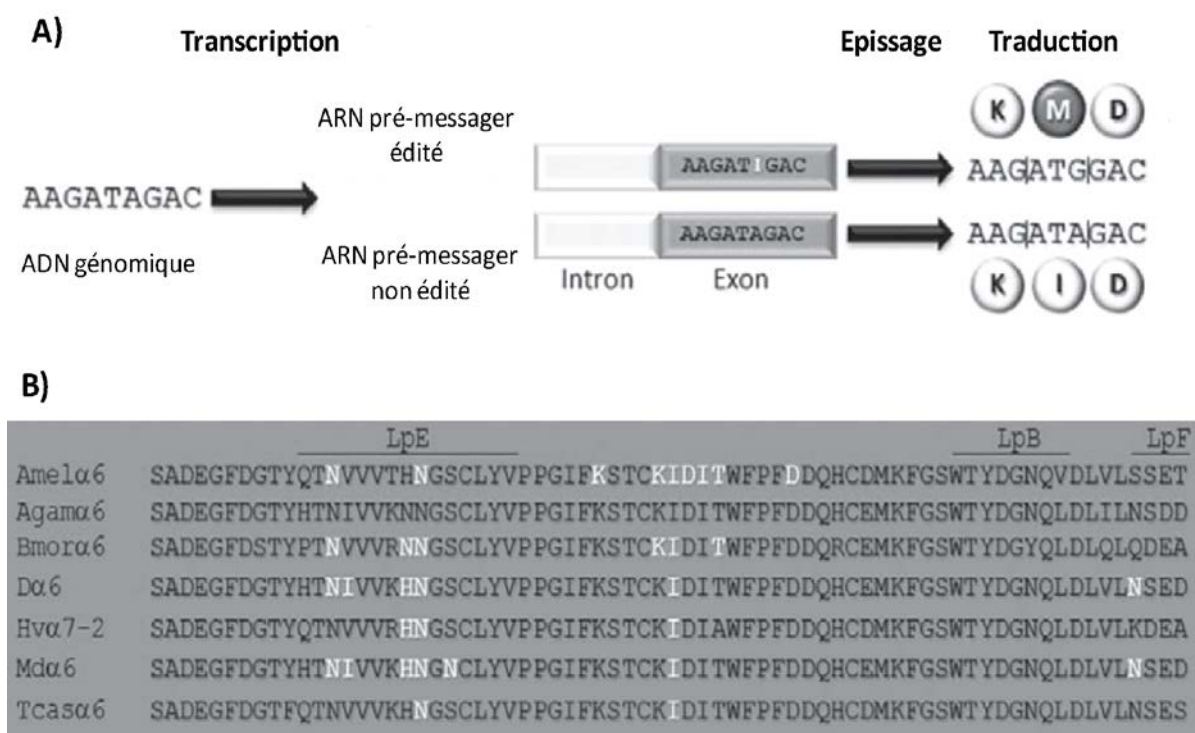 A)
Transcription
Epissage
Traduction
ARN pré-messager
édité
K M D
AAGATIGAC
AAG|ATG|GAC
AAGATAGAC
ADN génomique
ARN pré-messager
non édité
AAGATAGAC
AAG|ATA|GAC
Intron
Exon
K I D
B)
LpE LpB LpF
Amelα6 SADEGFDGTYQTNVVVTHNGSCLYVPPGIFKSTCKIDITWFPFDDQHCDMKFGSWTYDGNQVDLVLSSET
Agamα6 SADEGFDGTYHTNIVVKNNGSCLYVPPGIFKSTCKIDITWFPFDDQHCEMKFGSWTYDGNQLDLILNSDD
Bmorα6 SADEGFDSTYPTNVVVRNNGSCLYVPPGIFKSTCKIDITWFPFDDQRCEMKFGSWTYDGYQLDLQLQDEA
Dα6 SADEGFDGTYHTNIVVKHNGSCLYVPPGIFKSTCKIDITWFPFDDQHCEMKFGSWTYDGNQLDLVLNSED
Hvα7-2 SADEGFDGTYQTNVVVRHNGSCLYVPPGIFKSTCKIDIAWFPFDDQHCDMKFGSWTYDGNQLDLVLKDEA
Mdα6 SADEGFDGTYHTNIVVKHNGNCLYVPPGIFKSTCKIDITWFPFDDQHCEMKFGSWTYDGNQLDLVLNSED
Tcasα6 SADEGFDGTFQTNVVVKHNGSCLYVPPGIFKSTCKIDITWFPFDDQHCDMKFGSWTYDGNQLDLVLNSES